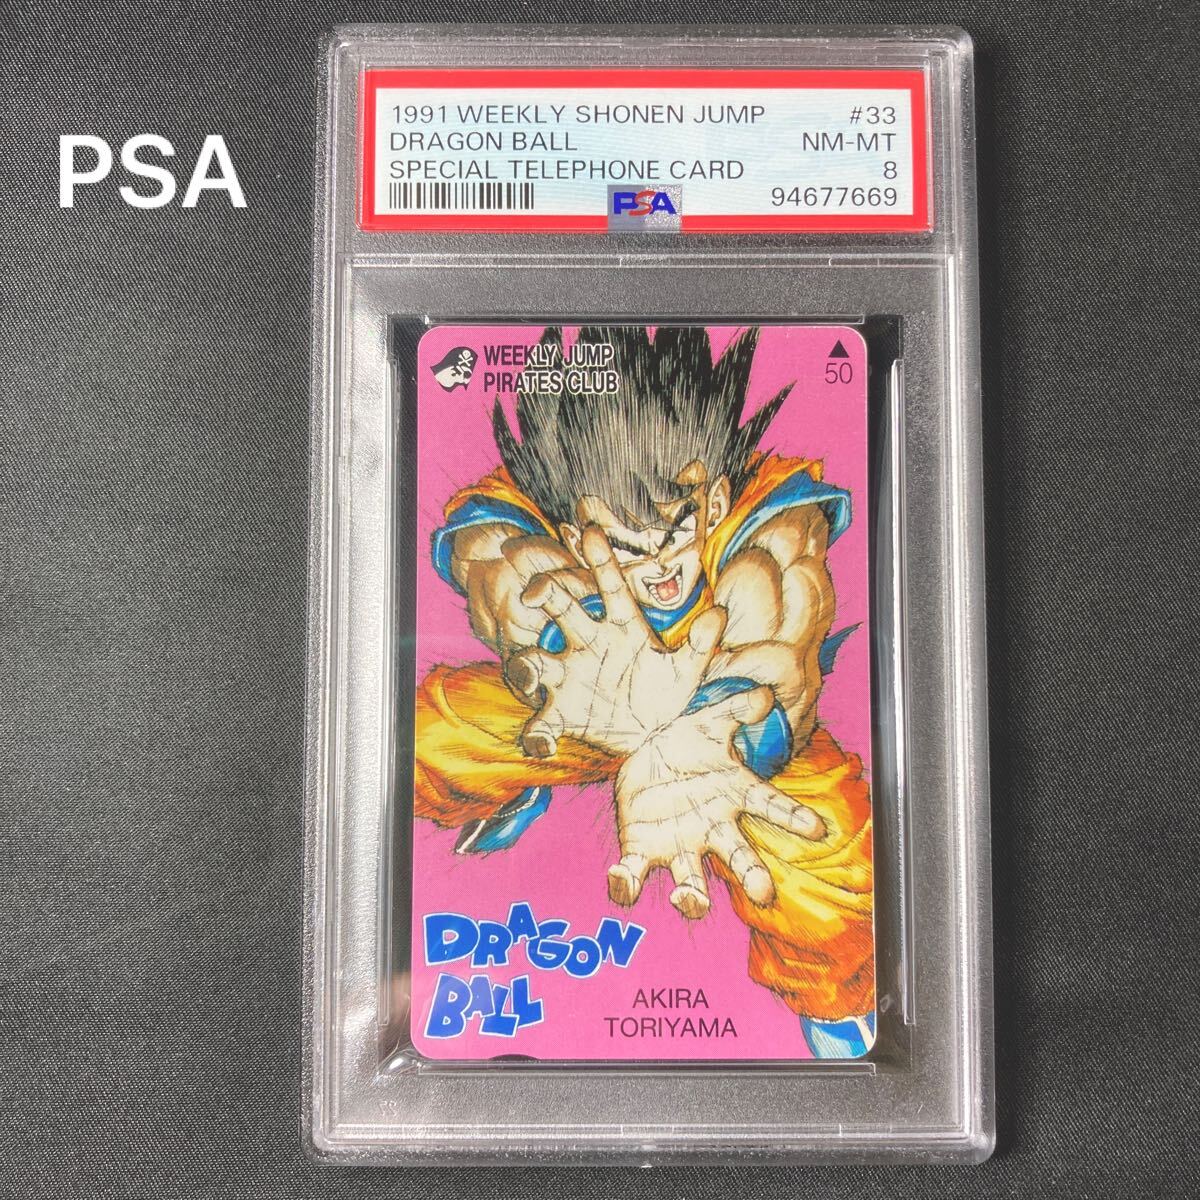 PSA
1991 WEEKLY SHONEN JUMP #33
DRAGON BALL NM-MT
SPECIAL TELEPHONE CARD 8
PSA 94677669
WEEKLY JUMP
PIRATES CLUB
50
DRAGON
BALL
AKIRA
TORIYAMA